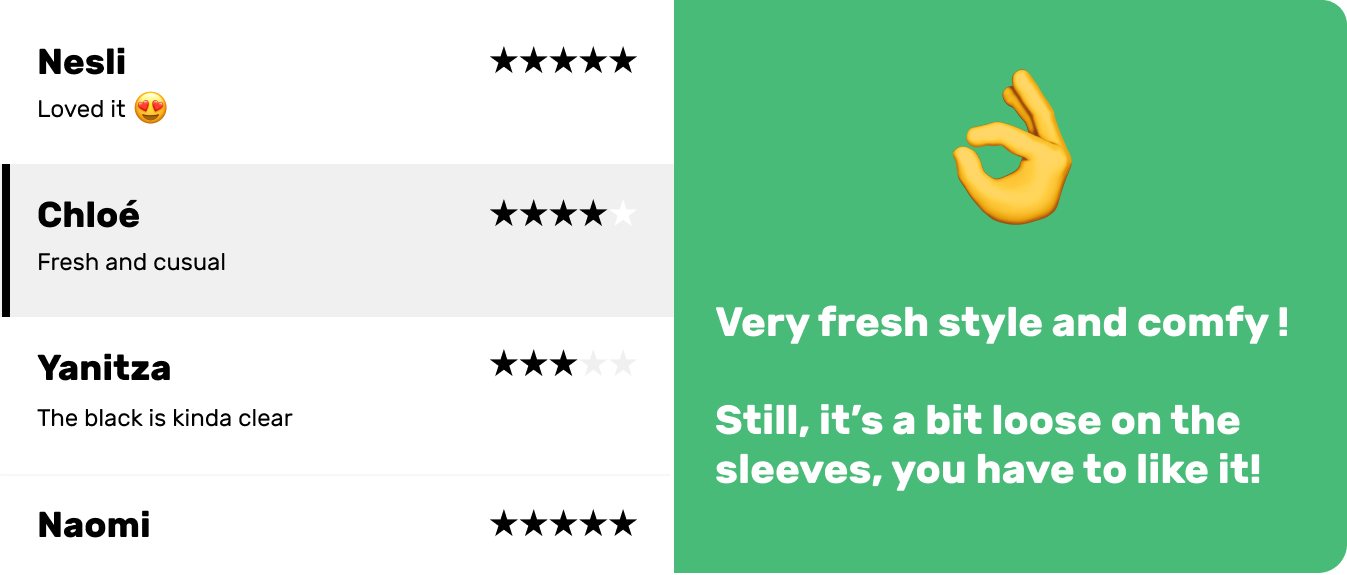 Nesli
★★★★★
Loved it 😍
Chloé
★★★★
Fresh and cusual
Yanitza
★★★
The black is kinda clear
Naomi
★★★★★
Very fresh style and comfy !
Still, it’s a bit loose on the
sleeves, you have to like it!